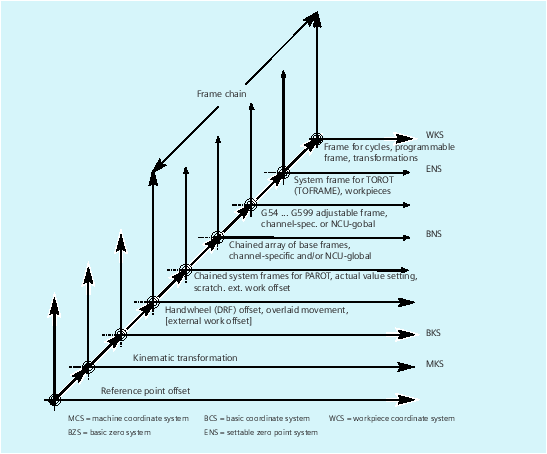 Frame chain
WKS
Frame for cycles, programmable
frame, transformations
ENS
System frame for TOROT
(TOFRAME), workpieces
G54 ... G599 adjustable frame,
channel-spec. or NCU-gobal
BNS
Chained array of base frames,
channel-specific and/or NCU-global
Chained system frames for PAROT, actual value setting,
scratch. ext. work offset
Handwheel (DRF) offset, overlaid movement,
[external work offset]
BKS
Kinematic transformation
MKS
Reference point offset
MCS = machine coordinate system BCS = basic coordinate system WCS = workpiece coordinate system
BZS = basic zero system ENS = settable zero point system